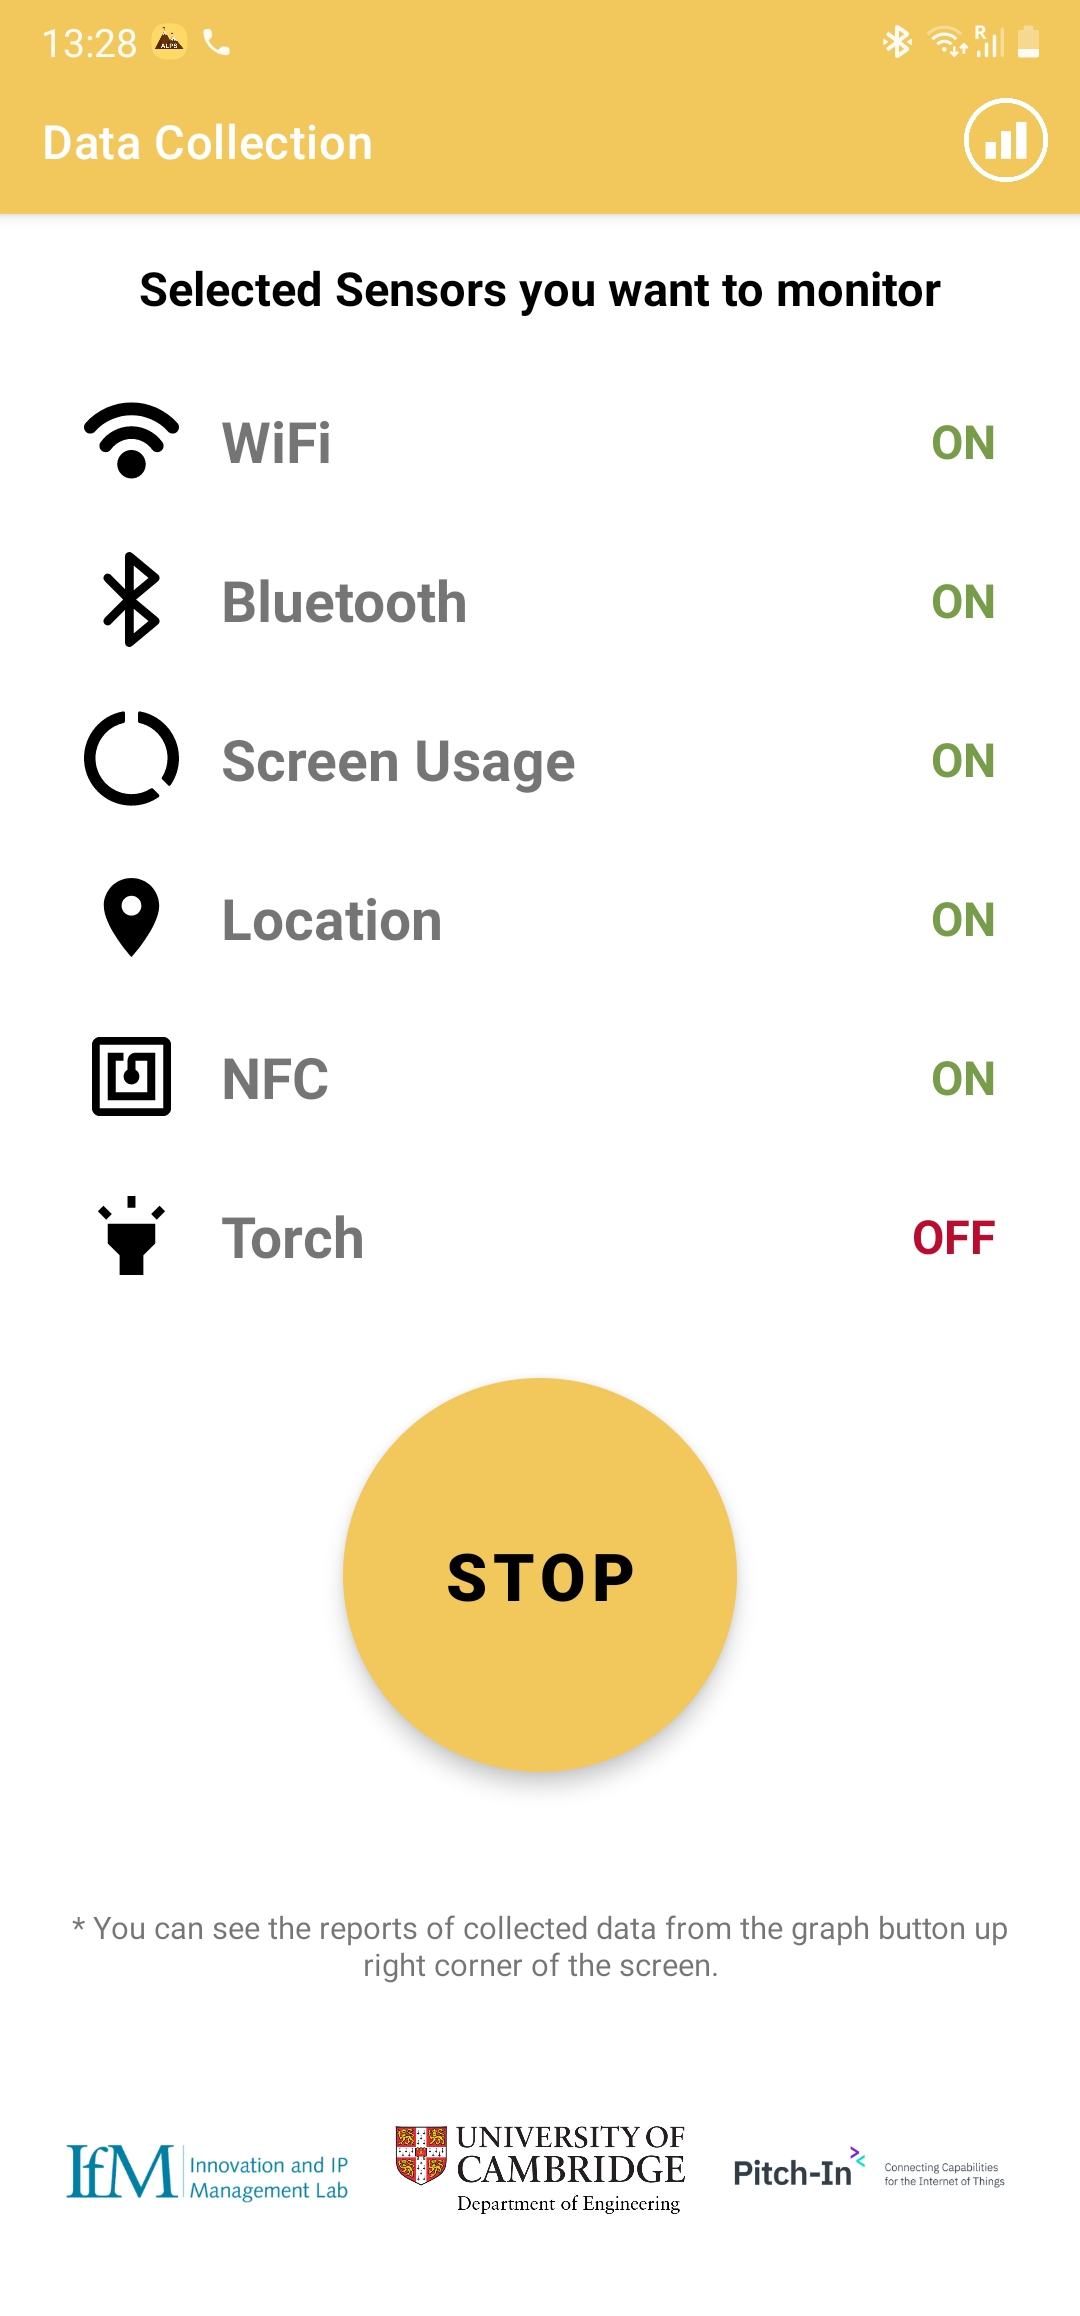 13:28 ALPS R
Data Collection
Selected Sensors you want to monitor
WiFi ON
Bluetooth ON
Screen Usage ON
Location ON
NFC ON
Torch OFF
STOP
* You can see the reports of collected data from the graph button up
right corner of the screen.
IfM Innovation and IP
Management Lab
UNIVERSITY OF
CAMBRIDGE
Department of Engineering
Pitch-In Connecting Capabilities
for the Internet of Things